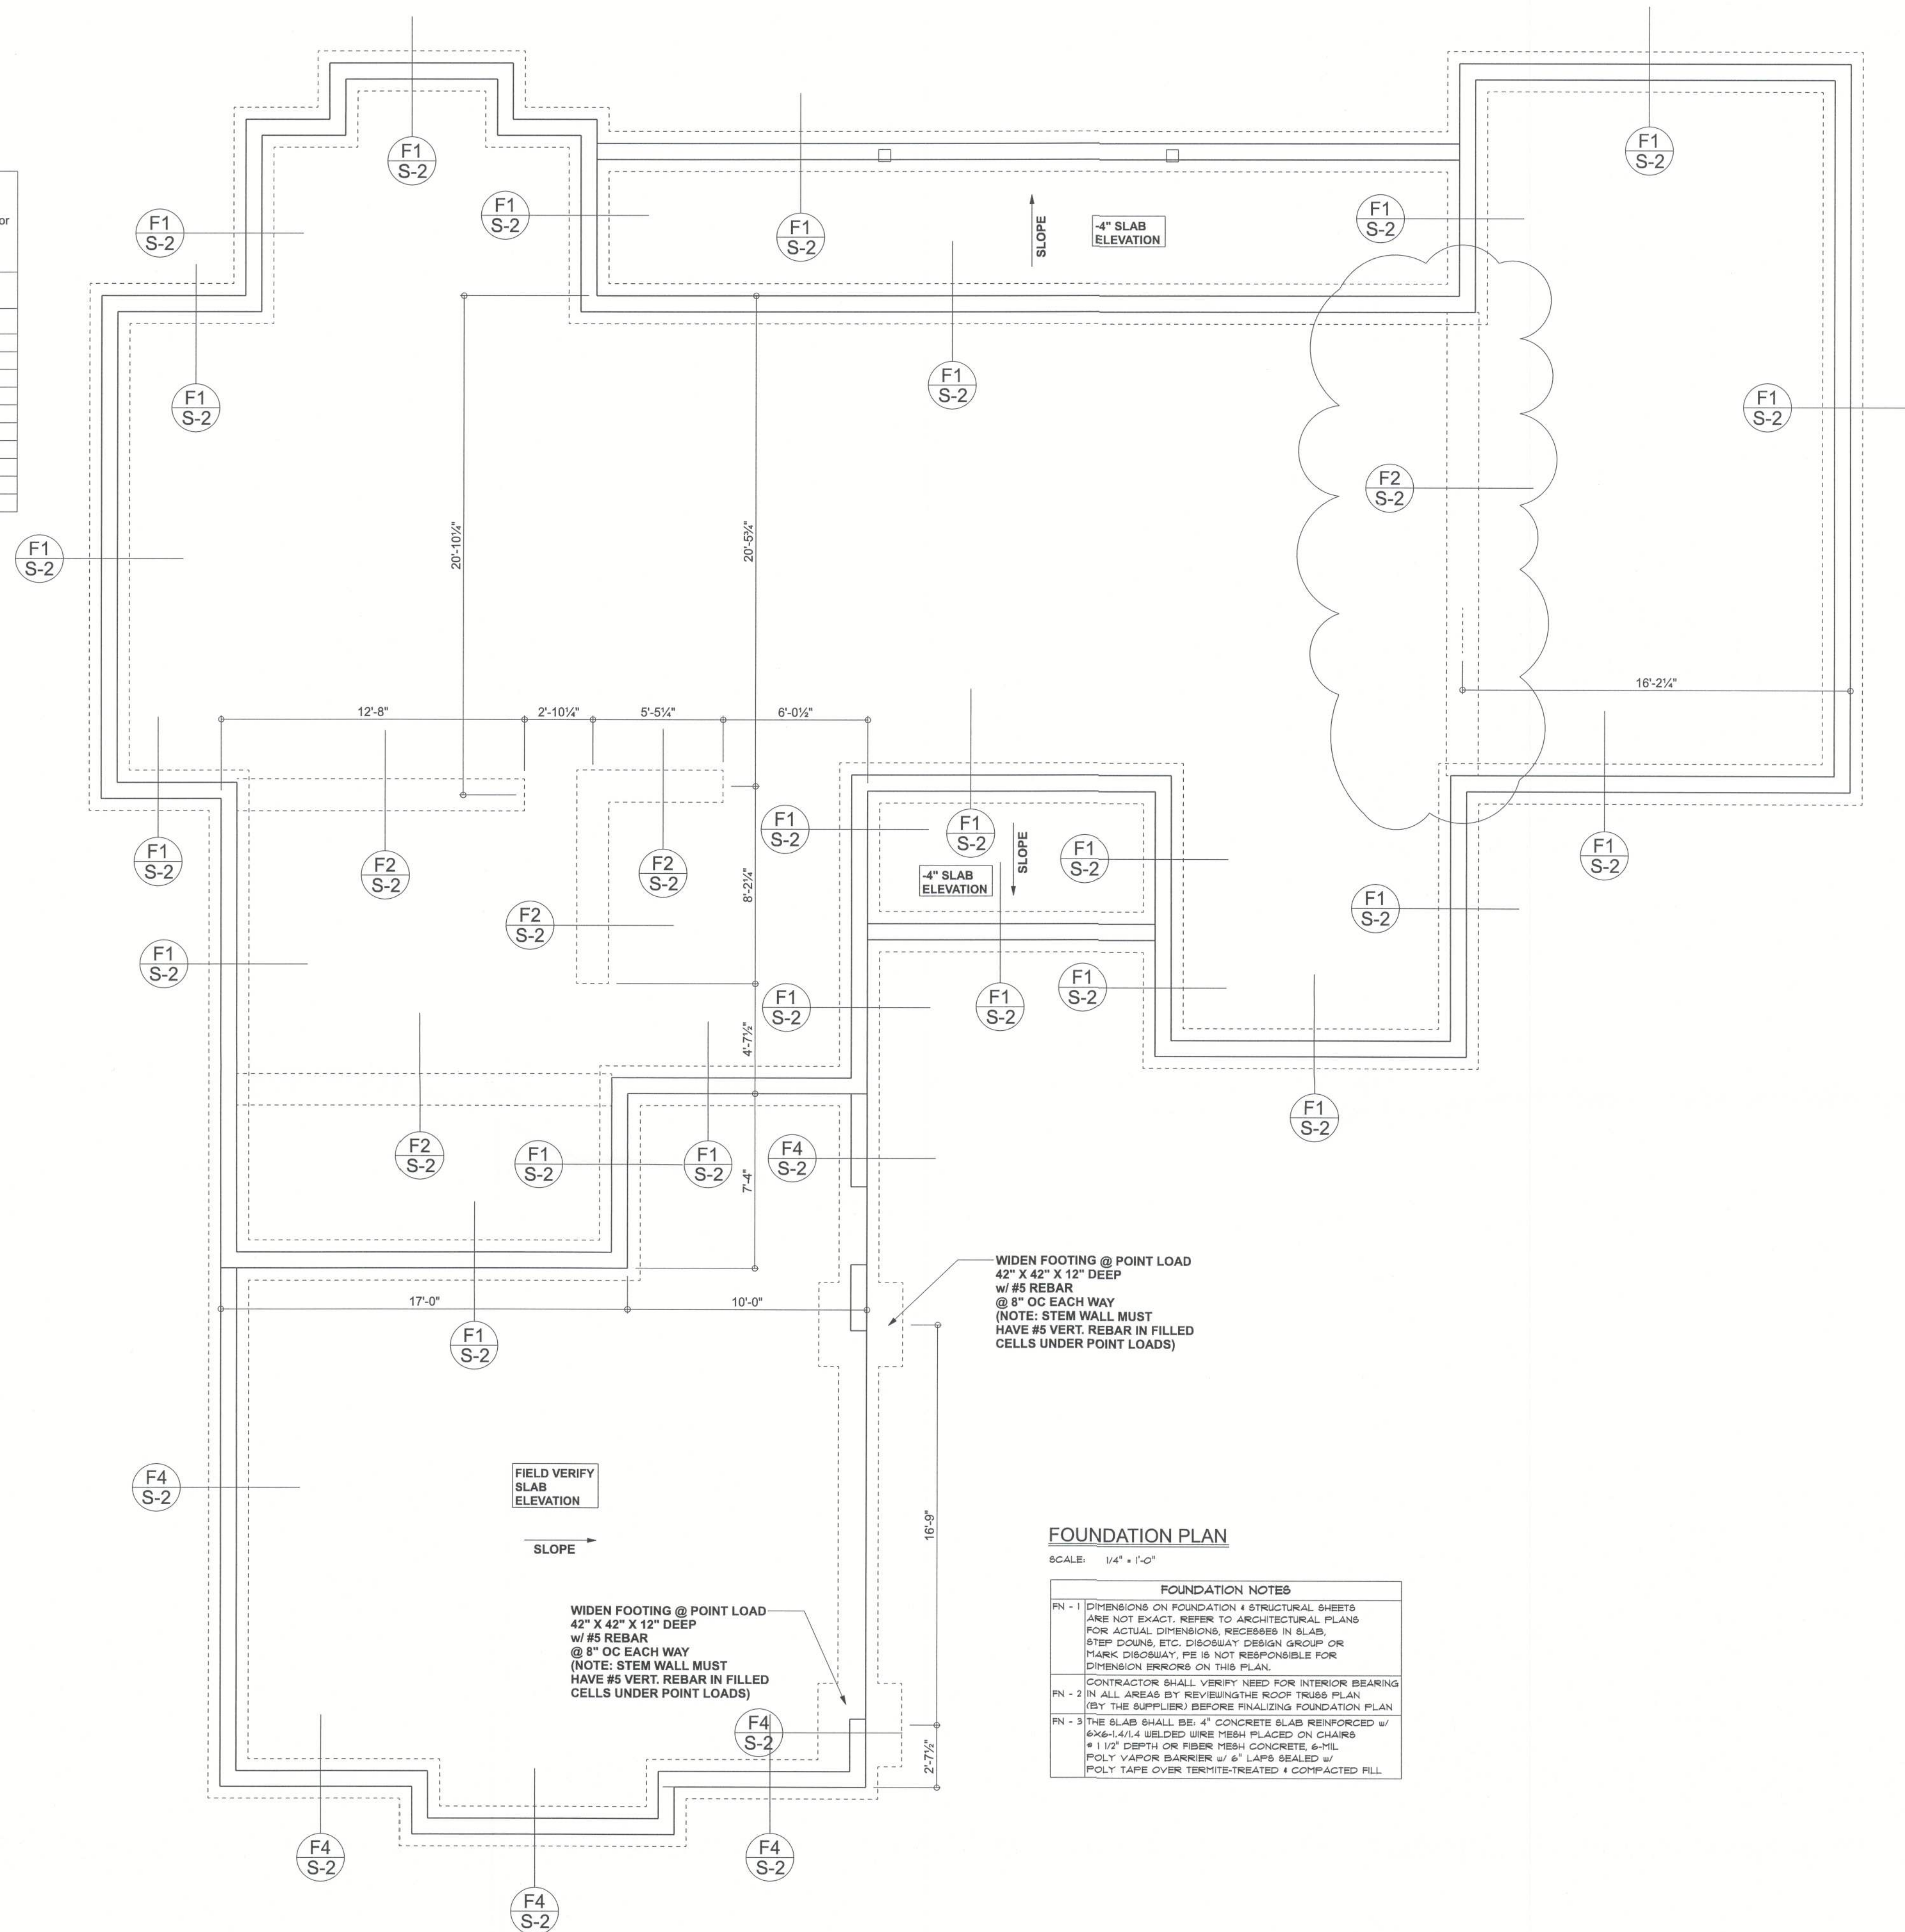 or
F1
S-2
F1
S-2
F1
S-2
F1
S-2
F1
S-2
F1
S-2
SLOPE
-4" SLAB
ELEVATION
F1
S-2
F1
S-2
F1
S-2
F2
S-2
F1
S-2
20'-10¼"
20'-5¾"
16'-2¼"
12'-8"
2'-10¼"
5'-5¼"
6'-0½"
F1
S-2
F2
S-2
F2
S-2
F1
S-2
F1
S-2
SLOPE
F1
S-2
F1
S-2
-4" SLAB
ELEVATION
8'-2¼"
F1
S-2
F2
S-2
F1
S-2
F1
S-2
F1
S-2
F1
S-2
4'-7½"
F1
S-2
F2
S-2
F1
S-2
F1
S-2
F4
S-2
7'-4"
WIDEN FOOTING @ POINT LOAD
42" X 42" X 12" DEEP
w/ #5 REBAR
@ 8" OC EACH WAY
(NOTE: STEM WALL MUST
HAVE #5 VERT. REBAR IN FILLED
CELLS UNDER POINT LOADS)
17'-0"
10'-0"
F1
S-2
F4
S-2
FIELD VERIFY
SLAB
ELEVATION
SLOPE
16'-9"
WIDEN FOOTING @ POINT LOAD
42" X 42" X 12" DEEP
w/ #5 REBAR
@ 8" OC EACH WAY
(NOTE: STEM WALL MUST
HAVE #5 VERT. REBAR IN FILLED
CELLS UNDER POINT LOADS)
F4
S-2
2'-7½"
F4
S-2
F4
S-2
F4
S-2
FOUNDATION PLAN
SCALE: 1/4" = 1'-0"
FOUNDATION NOTES
FN - 1 DIMENSIONS ON FOUNDATION & STRUCTURAL SHEETS
ARE NOT EXACT. REFER TO ARCHITECTURAL PLANS
FOR ACTUAL DIMENSIONS, RECESSES IN SLAB,
STEP DOWNS, ETC. DISOSWAY DESIGN GROUP OR
MARK DISOSWAY, PE IS NOT RESPONSIBLE FOR
DIMENSION ERRORS ON THIS PLAN.
CONTRACTOR SHALL VERIFY NEED FOR INTERIOR BEARING
FN - 2 IN ALL AREAS BY REVIEWINGTHE ROOF TRUSS PLAN
(BY THE SUPPLIER) BEFORE FINALIZING FOUNDATION PLAN
FN - 3 THE SLAB SHALL BE: 4" CONCRETE SLAB REINFORCED w/
6X6-1.4/1.4 WELDED WIRE MESH PLACED ON CHAIRS
@ 1 1/2" DEPTH OR FIBER MESH CONCRETE, 6-MIL
POLY VAPOR BARRIER w/ 6" LAPS SEALED w/
POLY TAPE OVER TERMITE-TREATED & COMPACTED FILL